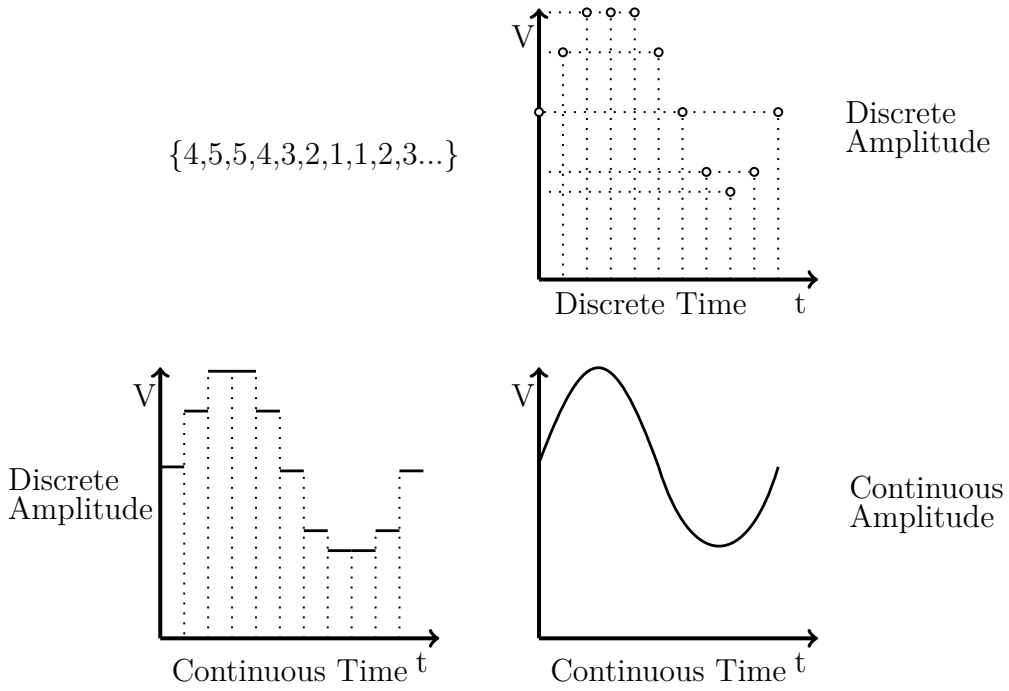 V
Discrete
Amplitude
{4,5,5,4,3,2,1,1,2,3...}
Discrete Time
t
V
Discrete
Amplitude
Continuous Time
t
V
Continuous
Amplitude
Continuous Time
t